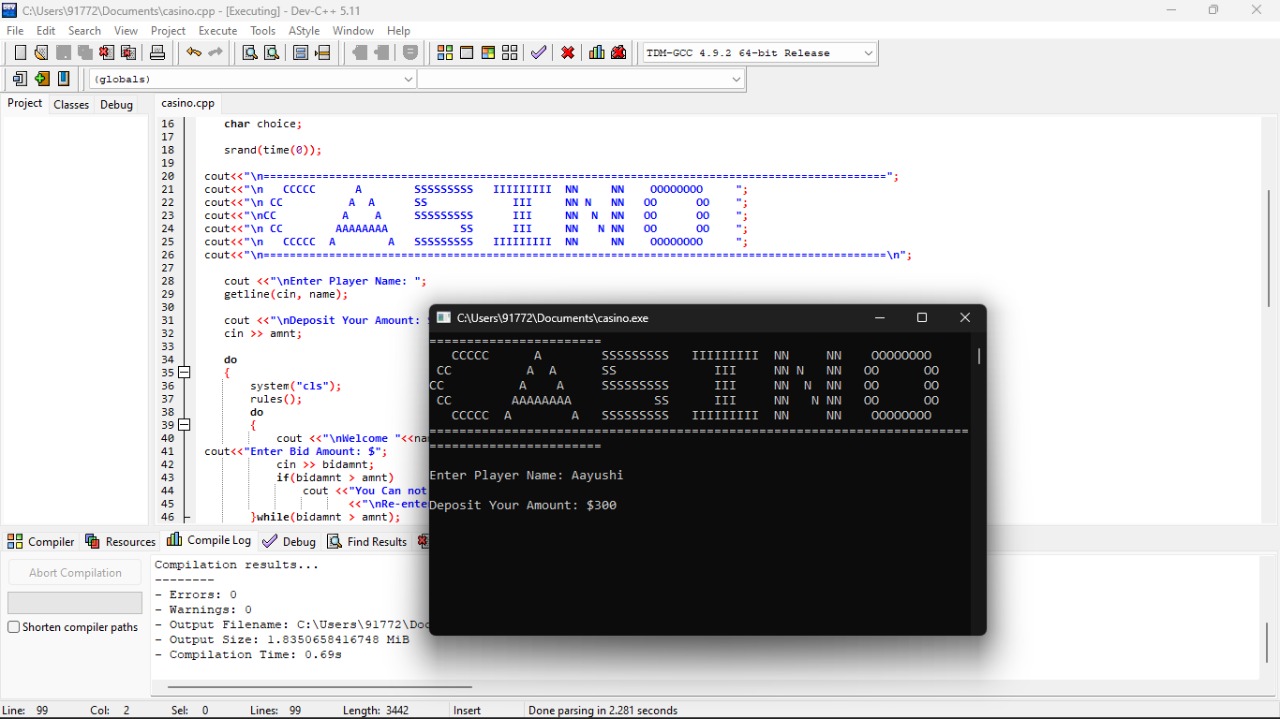 C:\Users\91772\Documents\casino.cpp - [Executing] - Dev-C++ 5.11
File Edit Search View Project Execute Tools AStyle Window Help
TDM-GCC 4.9.2 64-bit Release
(globals)
Project Classes Debug casino.cpp
16 char choice;
17
18 srand(time(0));
19
20 cout<<"\n===============================================================================================";
21 cout<<"\n   CCCCC      A        SSSSSSSSS   IIIIIIIII  NN     NN    OOOOOOOO     ";
22 cout<<"\n CC          A A      SS             III     NN N   NN   OO      OO    ";
23 cout<<"\nCC          A    A     SSSSSSSSS      III     NN  N  NN   OO      OO    ";
24 cout<<"\n CC        AAAAAAAA           SS      III     NN   N NN   OO      OO    ";
25 cout<<"\n   CCCCC  A        A   SSSSSSSSS   IIIIIIIII  NN     NN    OOOOOOOO     ";
26 cout<<"\n===============================================================================================\n";
27
28 cout <<"\nEnter Player Name: ";
29 getline(cin, name);
30
31 cout <<"\nDeposit Your Amount:
32 cin >> amnt;
33
34 do
35 {
36 system("cls");
37 rules();
38 do
39 {
40 cout <<"\nWelcome "<<na
41 cout<<"Enter Bid Amount: $";
42 cin >> bidamnt;
43 if(bidamnt > amnt)
44 cout <<"You Can not
45 <<"\nRe-ente
46 }while(bidamnt > amnt);
C:\Users\91772\Documents\casino.exe
=======================
   CCCCC      A        SSSSSSSSS   IIIIIIIII  NN     NN    OOOOOOOO
 CC          A A       SS             III     NN N   NN   OO      OO
CC          A    A     SSSSSSSSS      III     NN  N  NN   OO      OO
 CC        AAAAAAAA           SS      III     NN   N NN   OO      OO
   CCCCC  A        A   SSSSSSSSS   IIIIIIIII  NN     NN    OOOOOOOO
========================================================================
=======================
Enter Player Name: Aayushi
Deposit Your Amount: $300
Compiler Resources Compile Log Debug Find Results
Abort Compilation
Shorten compiler paths
Compilation results...
--------
- Errors: 0
- Warnings: 0
- Output Filename: C:\Users\91772\Doc
- Output Size: 1.8350658416748 MiB
- Compilation Time: 0.69s
Line: 99 Col: 2 Sel: 0 Lines: 99 Length: 3442 Insert Done parsing in 2.281 seconds